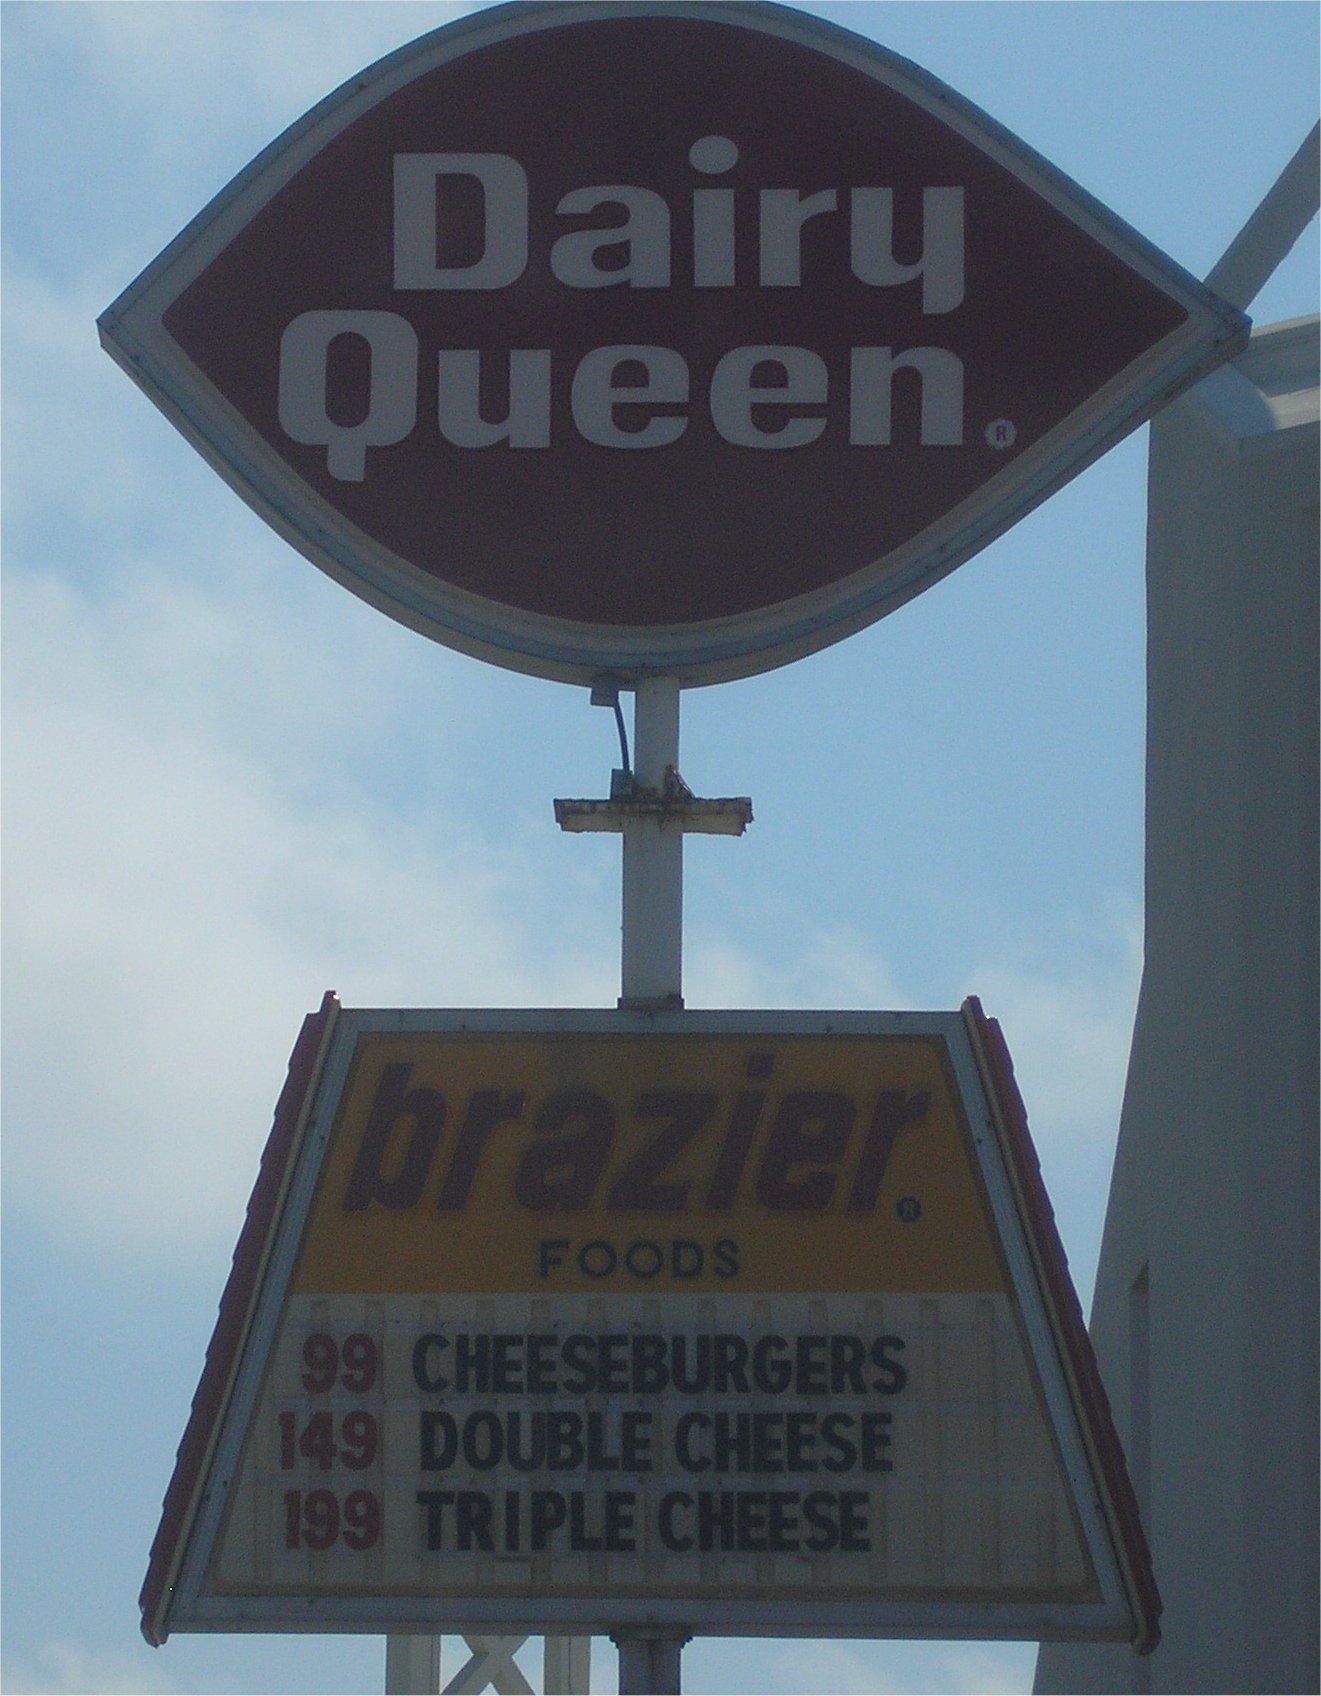 Dairy
Queen®
brazier®
FOODS
99 CHEESEBURGERS
149 DOUBLE CHEESE
199 TRIPLE CHEESE